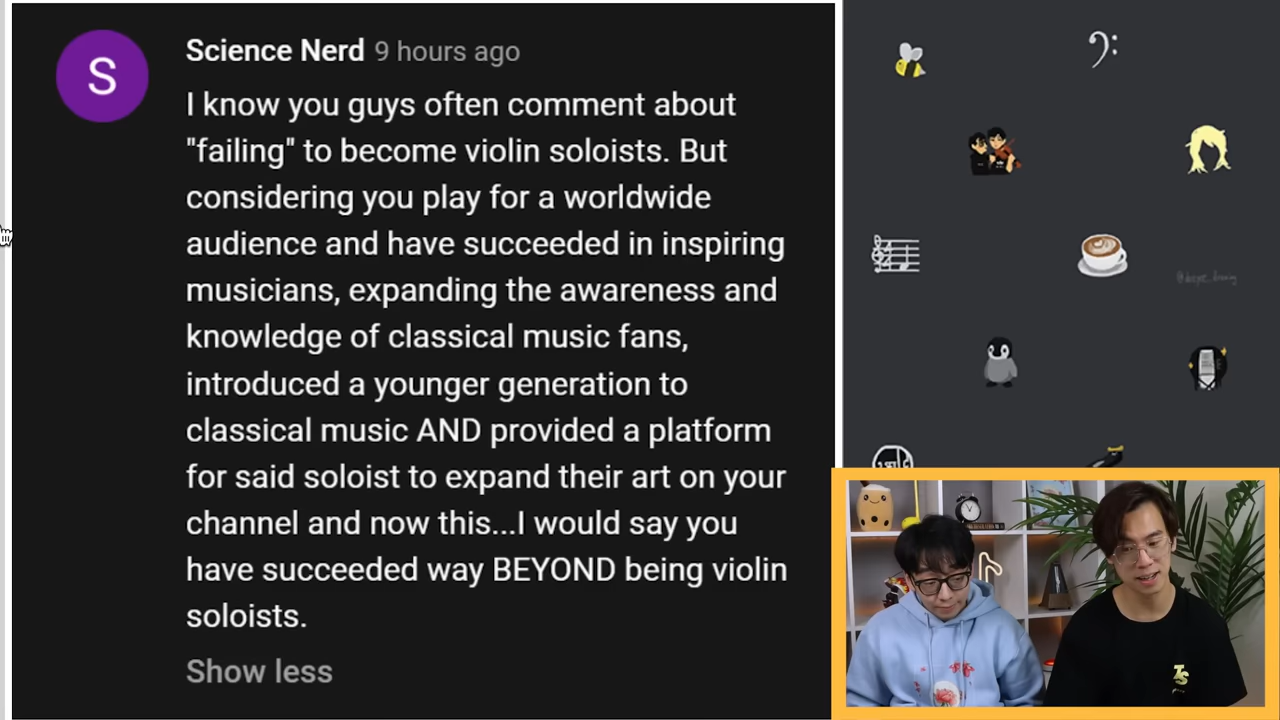 S
Science Nerd 9 hours ago
I know you guys often comment about
"failing" to become violin soloists. But
considering you play for a worldwide
audience and have succeeded in inspiring
musicians, expanding the awareness and
knowledge of classical music fans,
introduced a younger generation to
classical music AND provided a platform
for said soloist to expand their art on your
channel and now this...I would say you
have succeeded way BEYOND being violin
soloists.
Show less
TS